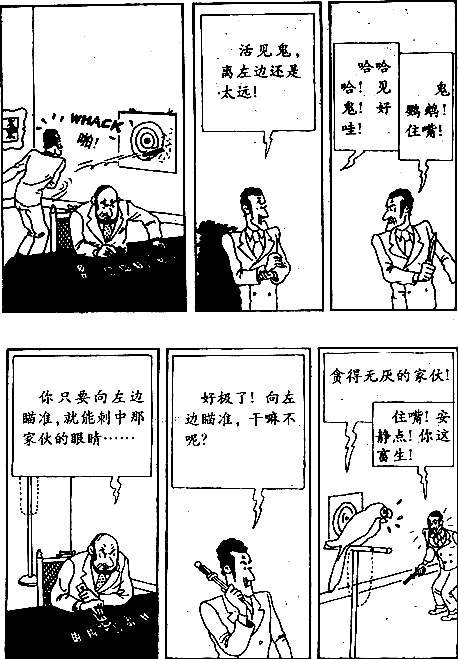 WHACK
啪!
活见鬼,
离左边还是
太远!
哈哈
哈!见
鬼!好
哇!
鬼
鹦鹉!
住嘴!
你只要向左边
瞄准,就能刺中那
家伙的眼睛……
好极了!向左
边瞄准,干嘛不
呢?
贪得无厌的家伙!
住嘴!安
静点!你这
畜生!